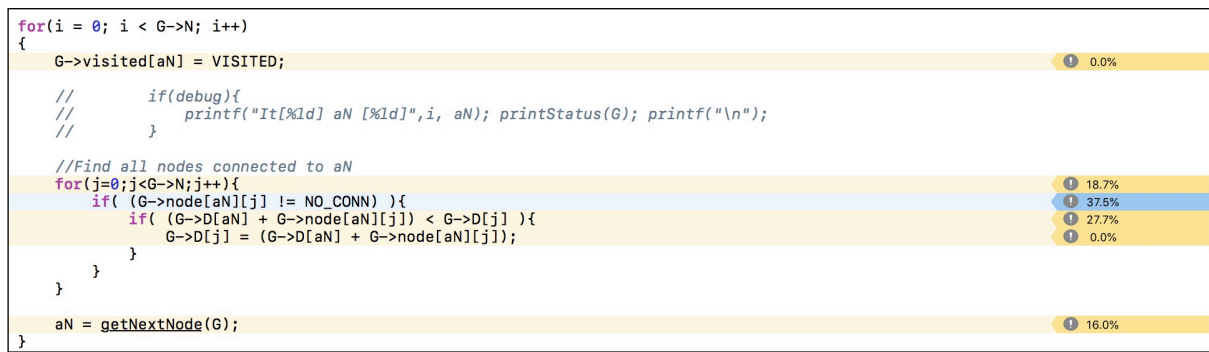 for(i = 0; i < G->N; i++)
{
G->visited[aN] = VISITED; 0.0%
// if(debug){
// printf("It[%ld] aN [%ld]",i, aN); printStatus(G); printf("\n");
// }
//Find all nodes connected to aN
for(j=0;j<G->N;j++){ 18.7%
if( (G->node[aN][j] != NO_CONN) ){ 37.5%
if( (G->D[aN] + G->node[aN][j]) < G->D[j] ){ 27.7%
G->D[j] = (G->D[aN] + G->node[aN][j]); 0.0%
}
}
}
aN = getNextNode(G); 16.0%
}